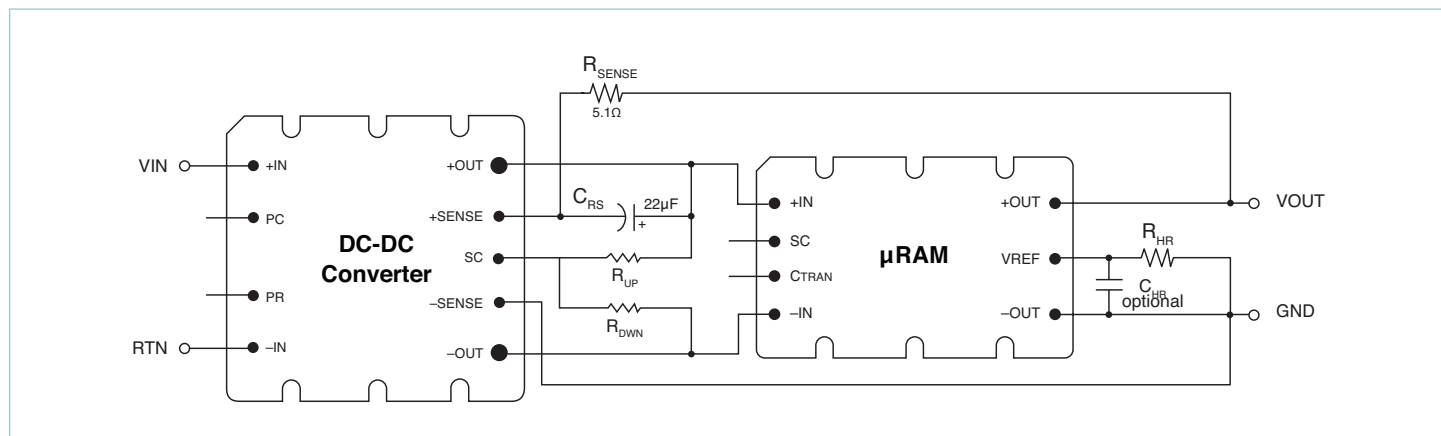 RSENSE
5.1Ω
VIN
+IN
PC
PR
RTN
–IN
DC-DC
Converter
+OUT
+SENSE
SC
–SENSE
–OUT
CRS
22µF
+
RUP
RDWN
+IN
SC
CTRAN
–IN
µRAM
+OUT
VREF
–OUT
RHR
CHR
optional
VOUT
GND